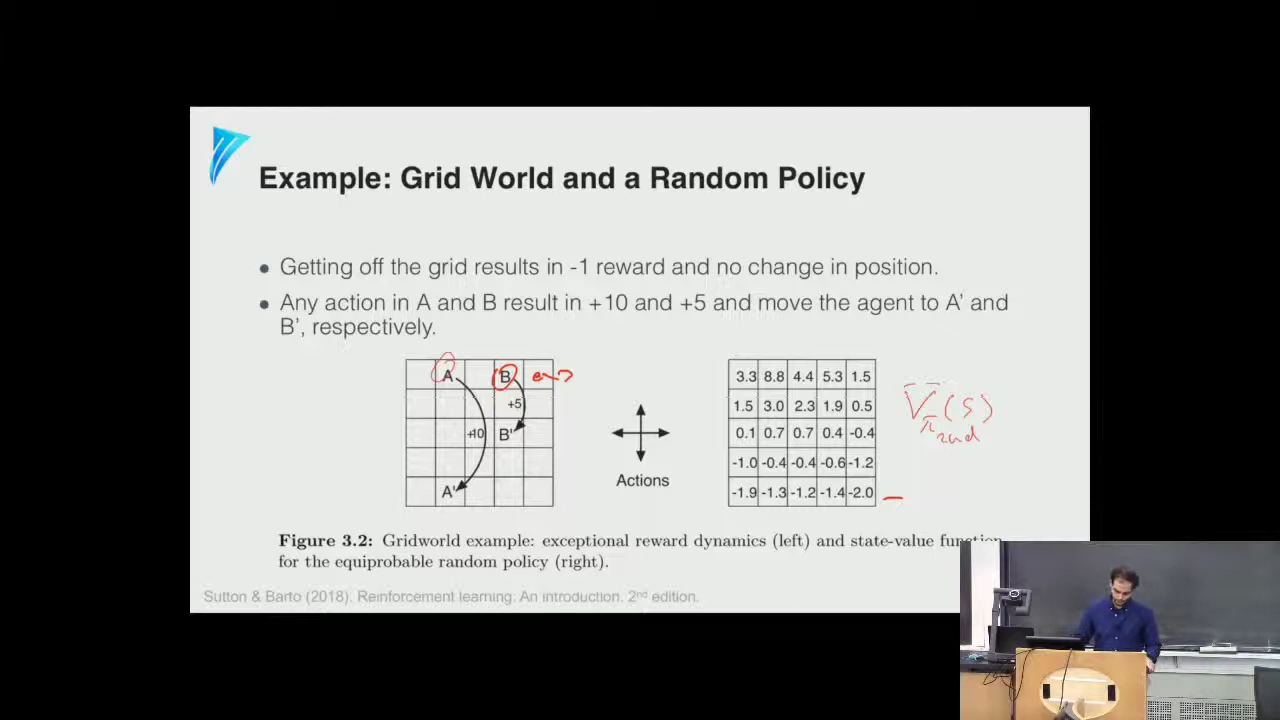 Example: Grid World and a Random Policy
• Getting off the grid results in -1 reward and no change in position.
• Any action in A and B result in +10 and +5 and move the agent to A' and
B', respectively.
A B
+5
+10 B'
A'
Actions
3.3 8.8 4.4 5.3 1.5
1.5 3.0 2.3 1.9 0.5
0.1 0.7 0.7 0.4 -0.4
-1.0 -0.4 -0.4 -0.6 -1.2
-1.9 -1.3 -1.2 -1.4 -2.0
V π rand (s)
Figure 3.2: Gridworld example: exceptional reward dynamics (left) and state-value function
for the equiprobable random policy (right).
Sutton & Barto (2018). Reinforcement learning: An introduction. 2nd edition.